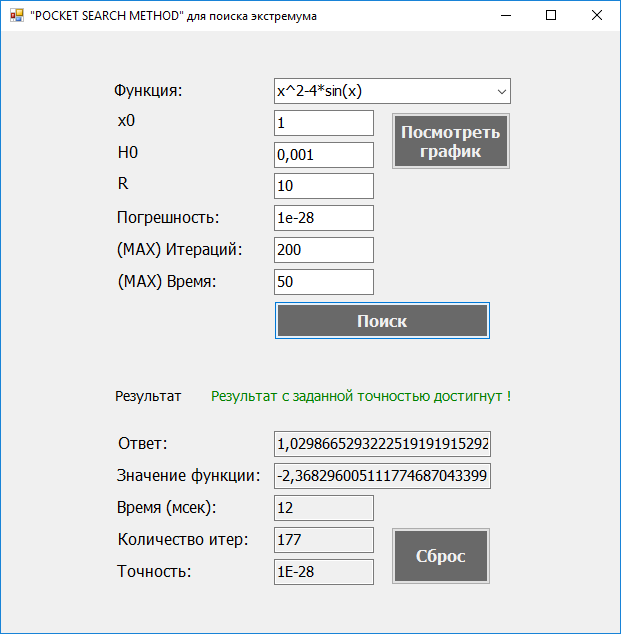 "POCKET SEARCH METHOD" для поиска экстремума
Функция: x^2-4*sin(x)
x0 1
H0 0,001
Посмотреть
график
R 10
Погрешность: 1e-28
(MAX) Итераций: 200
(MAX) Время: 50
Поиск
Результат Результат с заданной точностью достигнут !
Ответ: 1,0298665293222519191915292
Значение функции: -2,368296005111774687043399
Время (мсек): 12
Количество итер: 177
Сброс
Точность: 1E-28